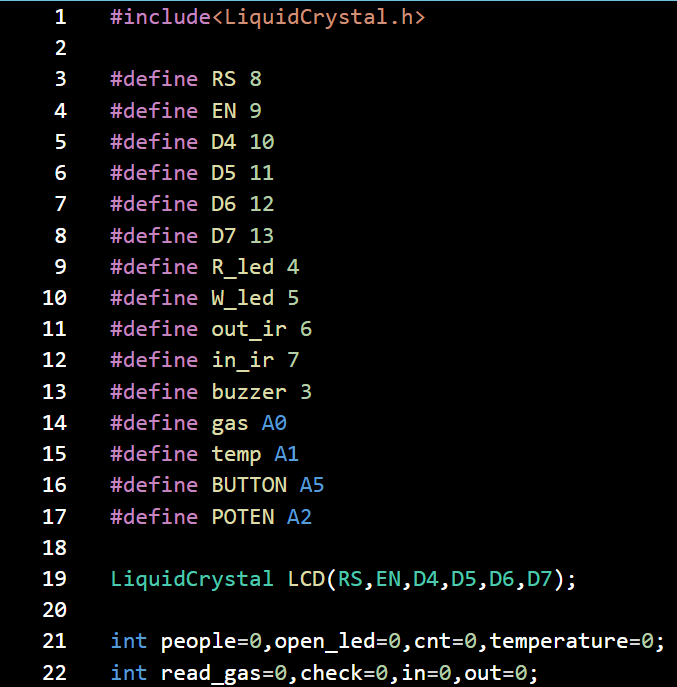 1 #include<LiquidCrystal.h>
2
3 #define RS 8
4 #define EN 9
5 #define D4 10
6 #define D5 11
7 #define D6 12
8 #define D7 13
9 #define R_led 4
10 #define W_led 5
11 #define out_ir 6
12 #define in_ir 7
13 #define buzzer 3
14 #define gas A0
15 #define temp A1
16 #define BUTTON A5
17 #define POTEN A2
18
19 LiquidCrystal LCD(RS,EN,D4,D5,D6,D7);
20
21 int people=0,open_led=0,cnt=0,temperature=0;
22 int read_gas=0,check=0,in=0,out=0;